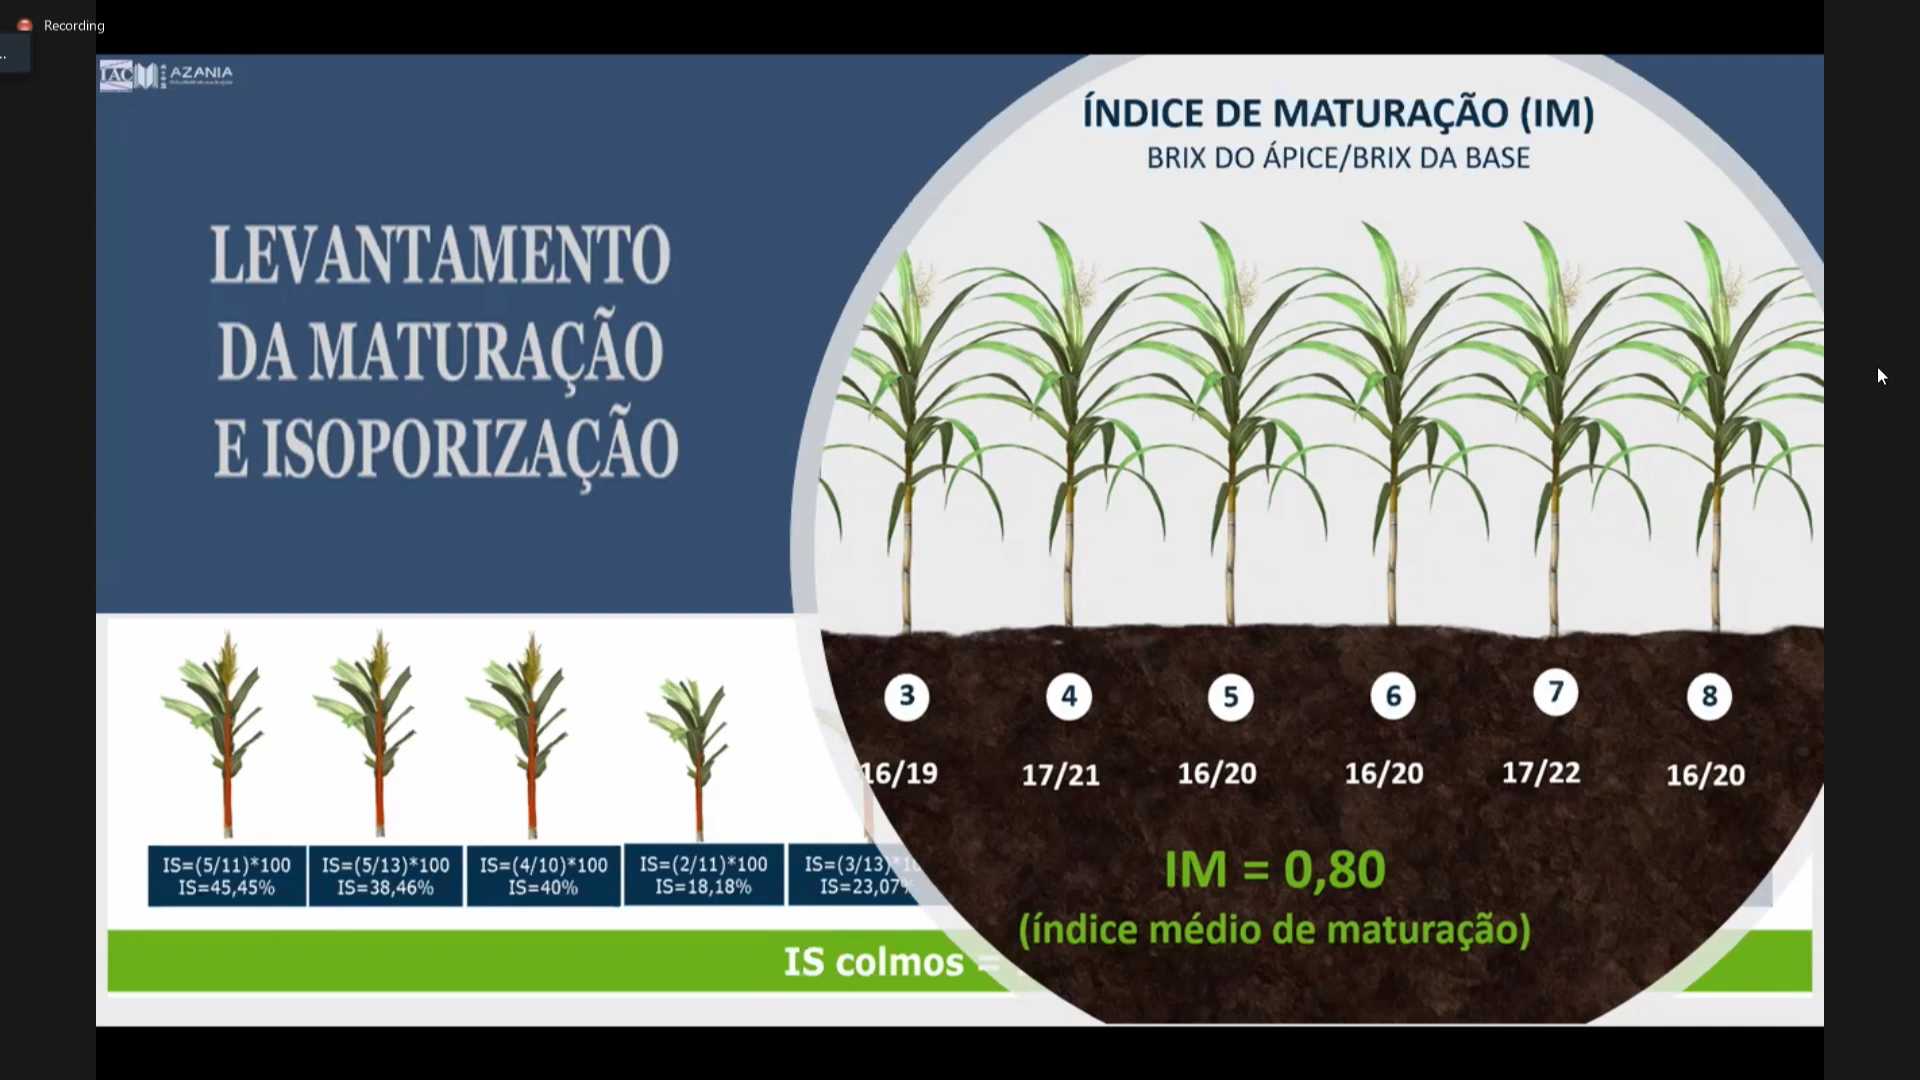 Recording
..
IAC
AZANIA
LEVANTAMENTO
DA MATURAÇÃO
E ISOPORIZAÇÃO
ÍNDICE DE MATURAÇÃO (IM)
BRIX DO ÁPICE/BRIX DA BASE
3 4 5 6 7 8
16/19 17/21 16/20 16/20 17/22 16/20
IM = 0,80
(índice médio de maturação)
IS=(5/11)*100
IS=45,45%
IS=(5/13)*100
IS=38,46%
IS=(4/10)*100
IS=40%
IS=(2/11)*100
IS=18,18%
IS=(3/13)*10
IS=23,07%
IS colmos =